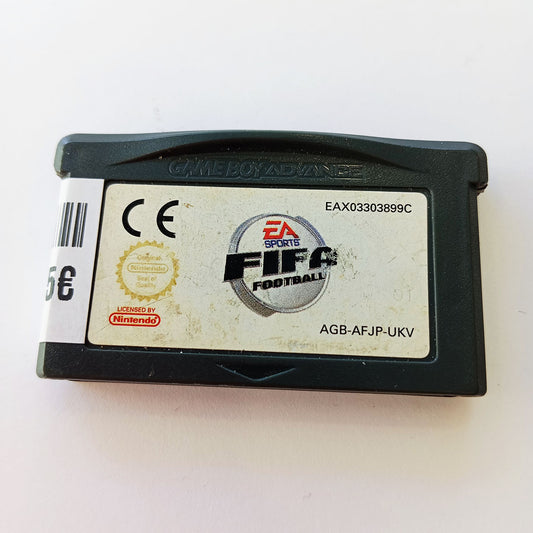 GAME BOY ADVANCE
CE
EAX03303899C
EA
SPORTS
FIFA
FOOTBALL
Original
Nintendo
Seal of
Quality
5€
LICENSED BY
Nintendo
AGB-AFJP-UKV